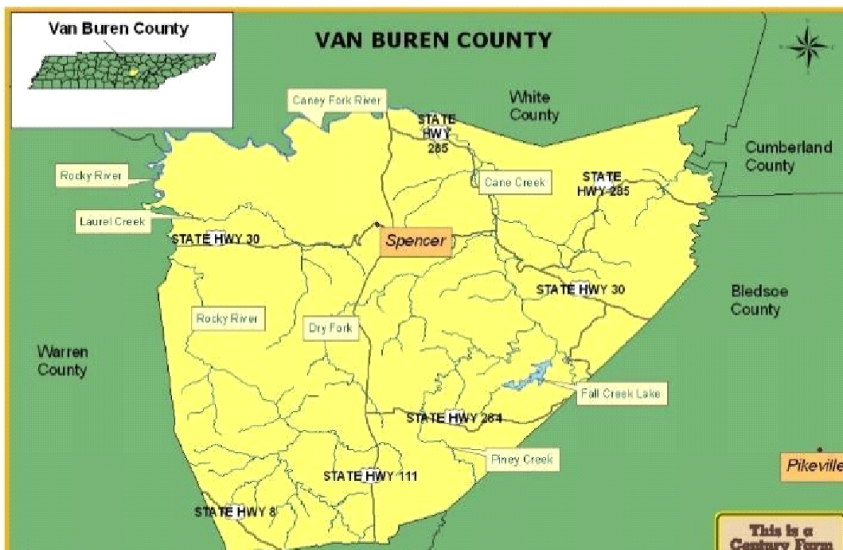 Van Buren County
VAN BUREN COUNTY
Caney Fork River
White
County
STATE
HWY
285
Cumberland
County
Rocky River
Cane Creek
STATE
HWY 285
Laurel Creek
STATE HWY 30
Spencer
STATE HWY 30
Bledsoe
County
Rocky River
Dry Fork
Warren
County
Fall Creek Lake
STATE HWY 284
Piney Creek
Pikeville
STATE HWY 111
STATE HWY 8
This is a
Century Farm